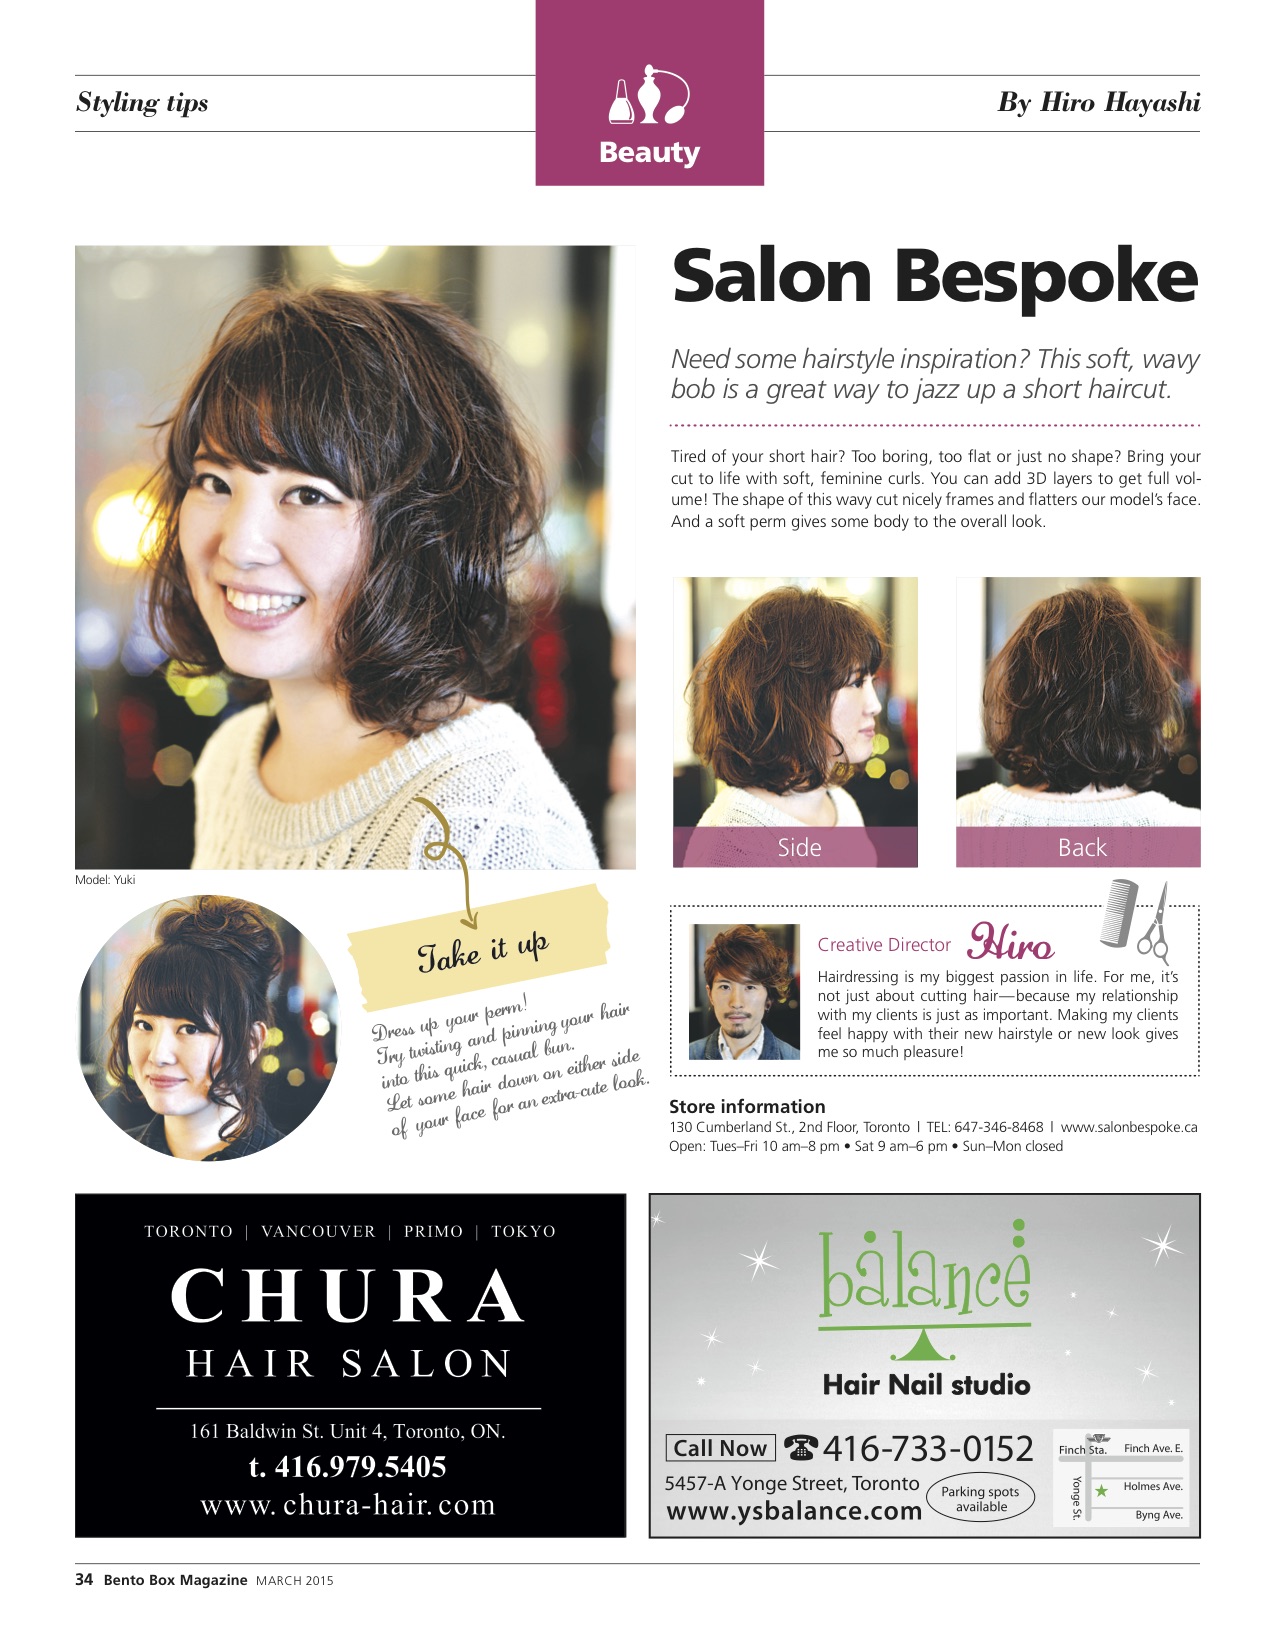 Styling tips
Beauty
By Hiro Hayashi
Salon Bespoke
Need some hairstyle inspiration? This soft, wavy
bob is a great way to jazz up a short haircut.
Tired of your short hair? Too boring, too flat or just no shape? Bring your
cut to life with soft, feminine curls. You can add 3D layers to get full vol-
ume! The shape of this wavy cut nicely frames and flatters our model's face.
And a soft perm gives some body to the overall look.
Side
Back
Model: Yuki
Take it up
Dress up your perm!
Try twisting and pinning your hair
into this quick, casual bun.
Let some hair down on either side
of your face for an extra-cute look.
Creative Director Hiro
Hairdressing is my biggest passion in life. For me, it's
not just about cutting hair—because my relationship
with my clients is just as important. Making my clients
feel happy with their new hairstyle or new look gives
me so much pleasure!
Store information
130 Cumberland St., 2nd Floor, Toronto | TEL: 647-346-8468 | www.salonbespoke.ca
Open: Tues–Fri 10 am–8 pm • Sat 9 am–6 pm • Sun–Mon closed
TORONTO | VANCOUVER | PRIMO | TOKYO
CHURA
HAIR SALON
161 Baldwin St. Unit 4, Toronto, ON.
t. 416.979.5405
www. chura-hair. com
balance
Hair Nail studio
Call Now 416-733-0152
5457-A Yonge Street, Toronto
www.ysbalance.com
Parking spots
available
Finch Sta.
Finch Ave. E.
Yonge St.
Holmes Ave.
Byng Ave.
34 Bento Box Magazine MARCH 2015